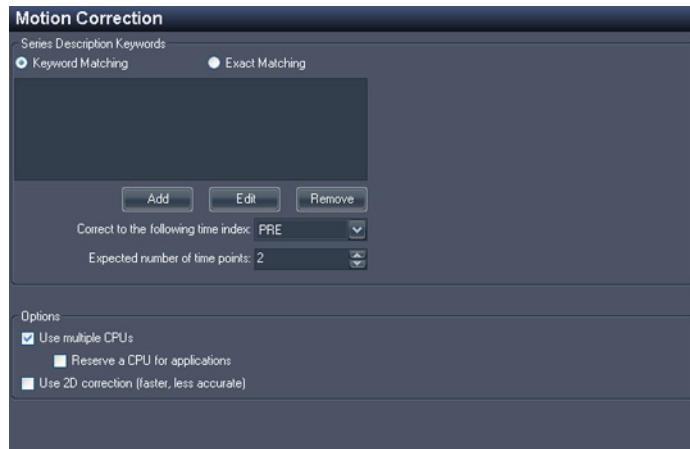 Motion Correction
Series Description Keywords
Keyword Matching Exact Matching
Add Edit Remove
Correct to the following time index: PRE
Expected number of time points: 2
Options
Use multiple CPUs
Reserve a CPU for applications
Use 2D correction (faster, less accurate)